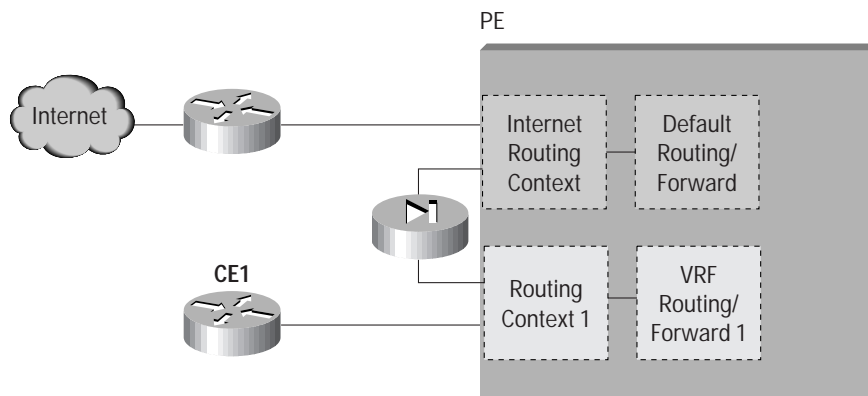 PE
Internet
Internet
Routing
Context
Default
Routing/
Forward
CE1
Routing
Context 1
VRF
Routing/
Forward 1